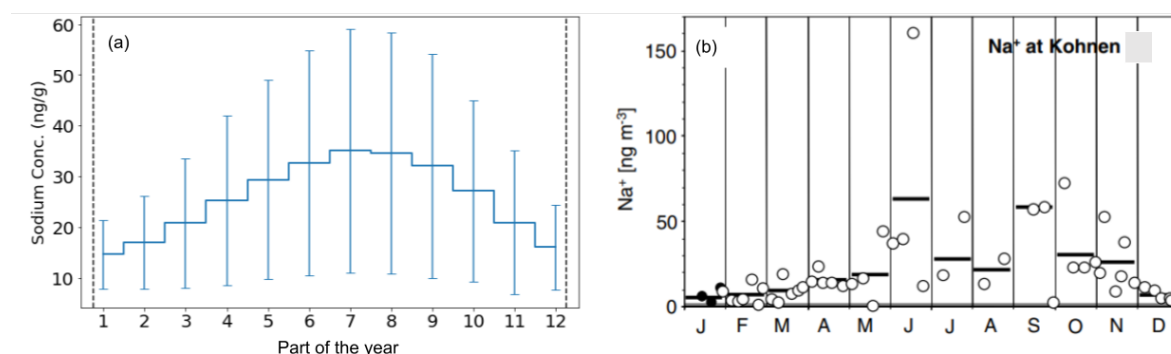 (a)
60
50
40
30
20
10
Sodium Conc. (ng/g)
1 2 3 4 5 6 7 8 9 10 11 12
Part of the year
(b)
Na⁺ at Kohnen
150
100
50
0
Na⁺ [ng m⁻³]
J F M A M J J A S O N D